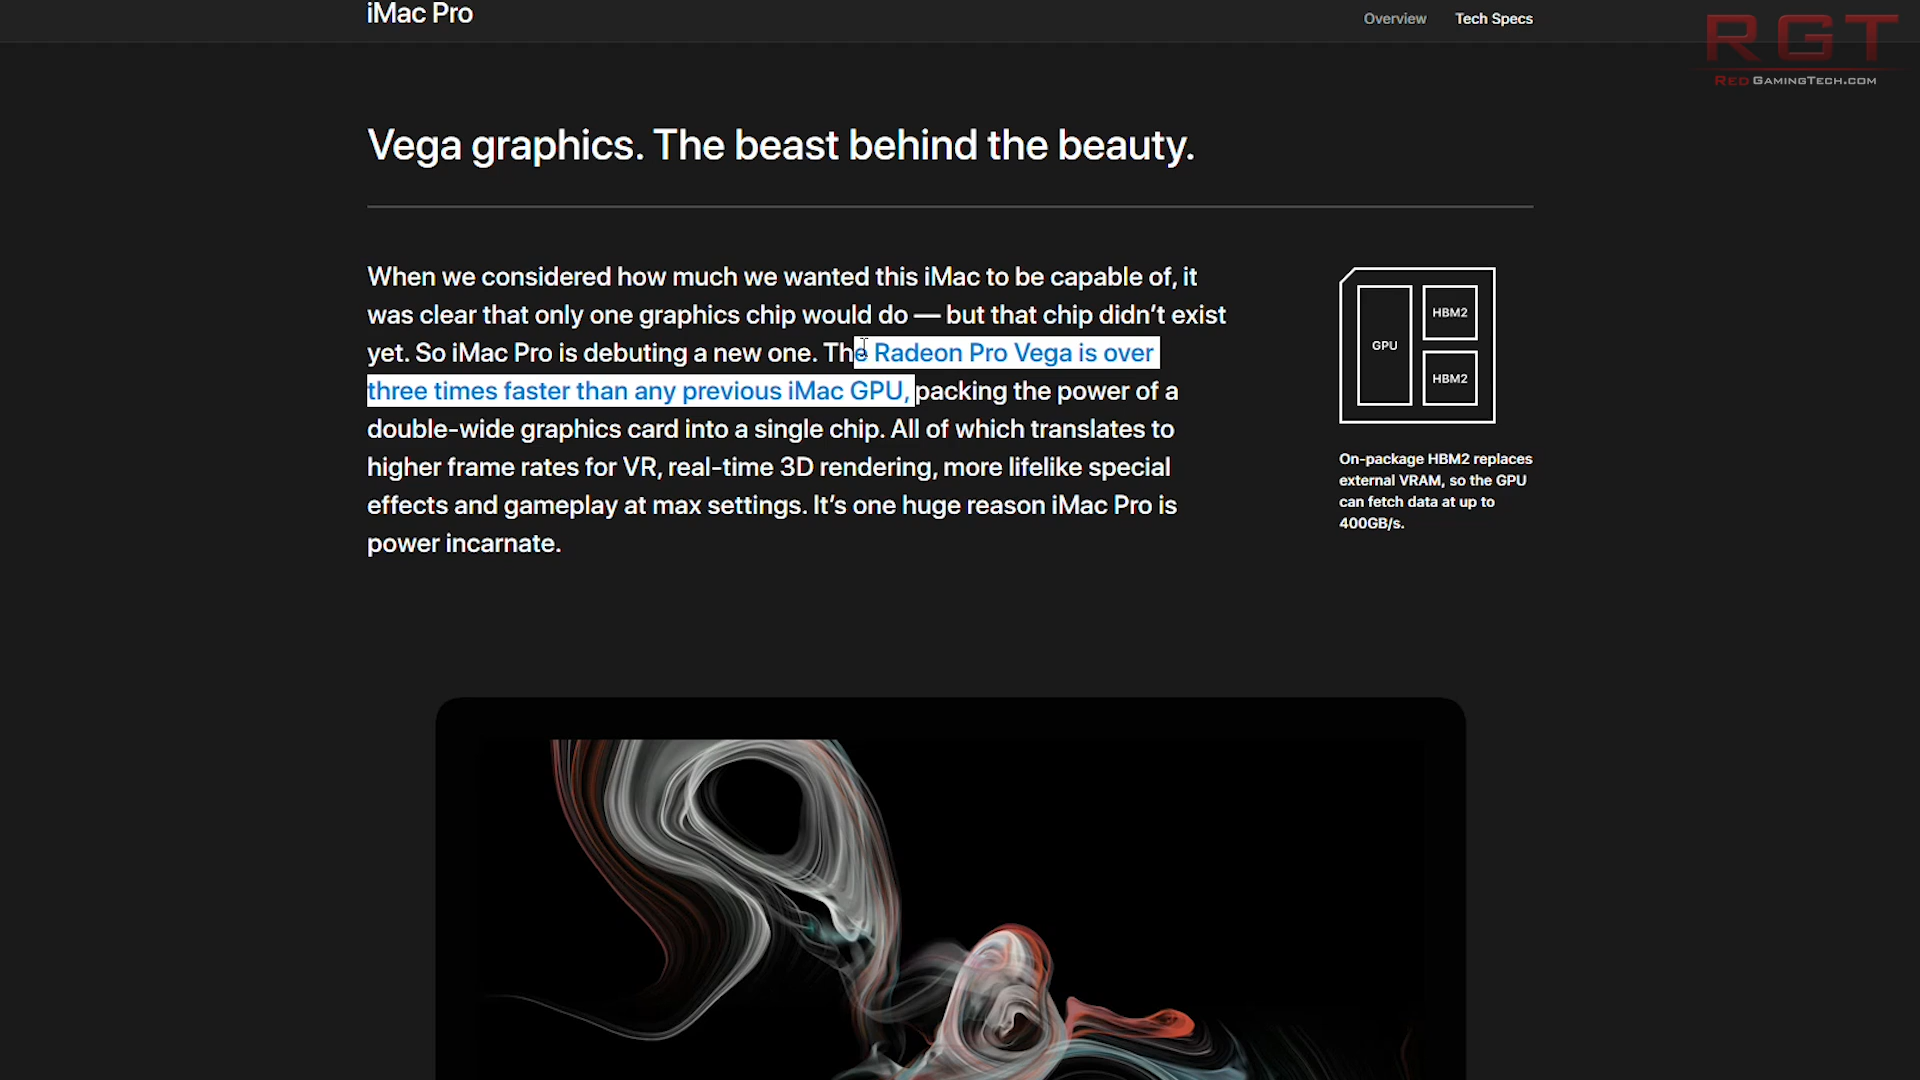 iMac Pro
Overview
Tech Specs
RGT
REDGAMINGTECH.COM
Vega graphics. The beast behind the beauty.
When we considered how much we wanted this iMac to be capable of, it
was clear that only one graphics chip would do — but that chip didn’t exist
yet. So iMac Pro is debuting a new one. The Radeon Pro Vega is over
three times faster than any previous iMac GPU, packing the power of a
double-wide graphics card into a single chip. All of which translates to
higher frame rates for VR, real-time 3D rendering, more lifelike special
effects and gameplay at max settings. It’s one huge reason iMac Pro is
power incarnate.
GPU
HBM2
HBM2
On-package HBM2 replaces
external VRAM, so the GPU
can fetch data at up to
400GB/s.